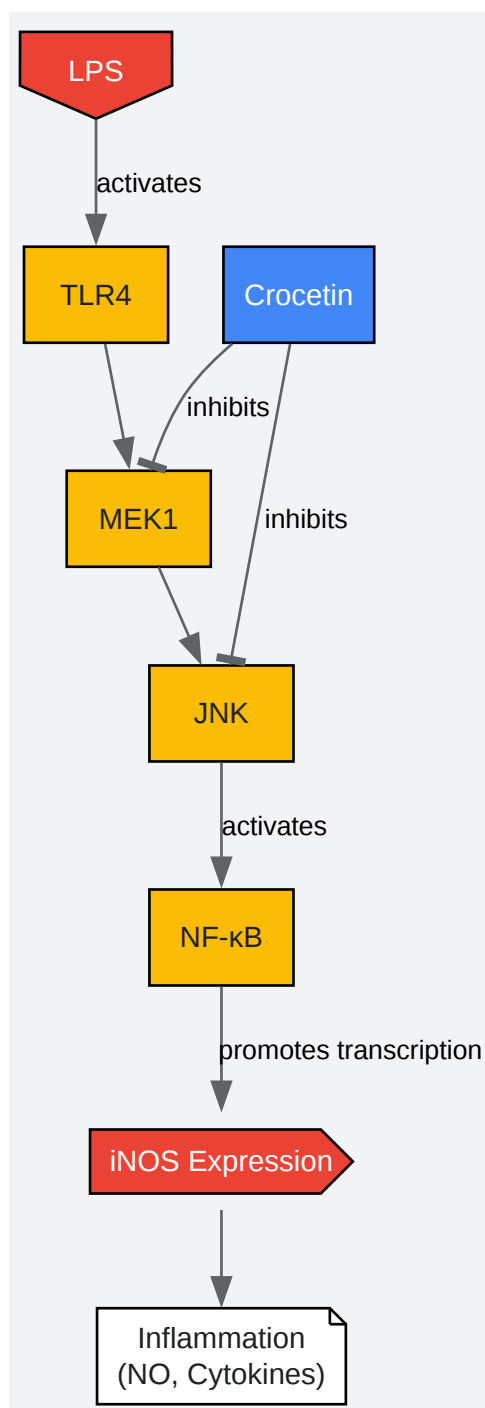 LPS
activates
TLR4
Crocetin
inhibits
MEK1
inhibits
JNK
activates
NF-κB
promotes transcription
iNOS Expression
Inflammation
(NO, Cytokines)